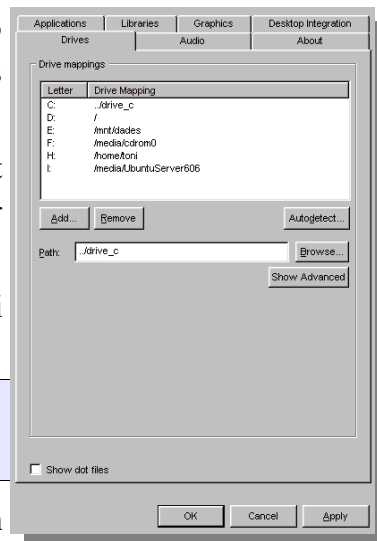 Applications Libraries Graphics Desktop Integration
Drives Audio About
Drive mappings
Letter Drive Mapping
C: ../drive_c
D: /
E: /mnt/dades
F: /media/cdrom0
H: /home/toni
I: /media/UbuntuServer606
Add... Remove Autodetect...
Path: ../drive_c Browse...
Show Advanced
Show dot files
OK Cancel Apply